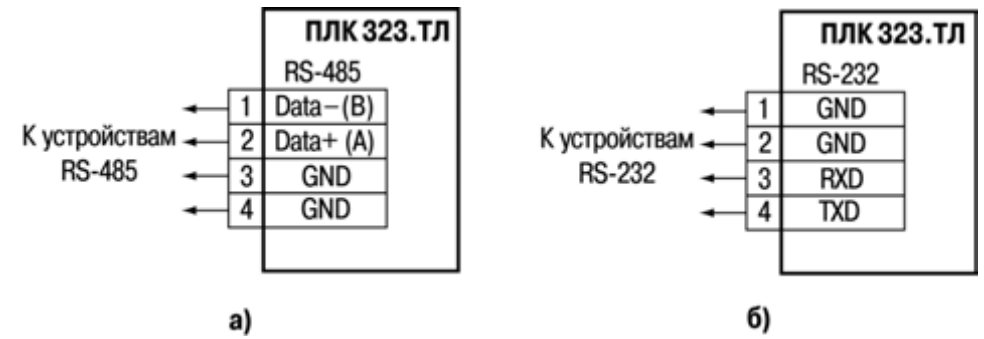 ПЛК 323.ТЛ
RS-485
1 Data–(B)
2 Data+ (A)
3 GND
4 GND
К устройствам
RS-485
а)
ПЛК 323.ТЛ
RS-232
1 GND
2 GND
3 RXD
4 TXD
К устройствам
RS-232
б)